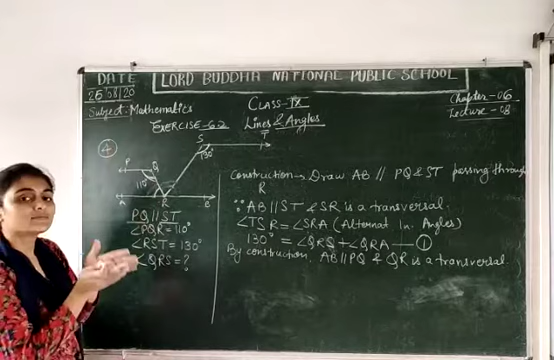 DATE
25/08/20
LORD BUDDHA NATIONAL PUBLIC SCHOOL
Subject: Mathematics
CLASS-IX
Chapter-06
Lecture-08
EXERCISE-6.2
Lines & Angles
4
P
Q
110°
S
130°
T
A
R
B
PQ∥ST
∠PQR=110°
∠RST=130°
∠QRS=?
Construction → Draw AB // PQ & ST passing through
R
∵ AB∥ST & SR is a transversal.
∠TSR=∠SRA (Alternat In. Angles)
130°=∠QRS+∠QRA —①
By construction, AB∥PQ & QR is a transversal.